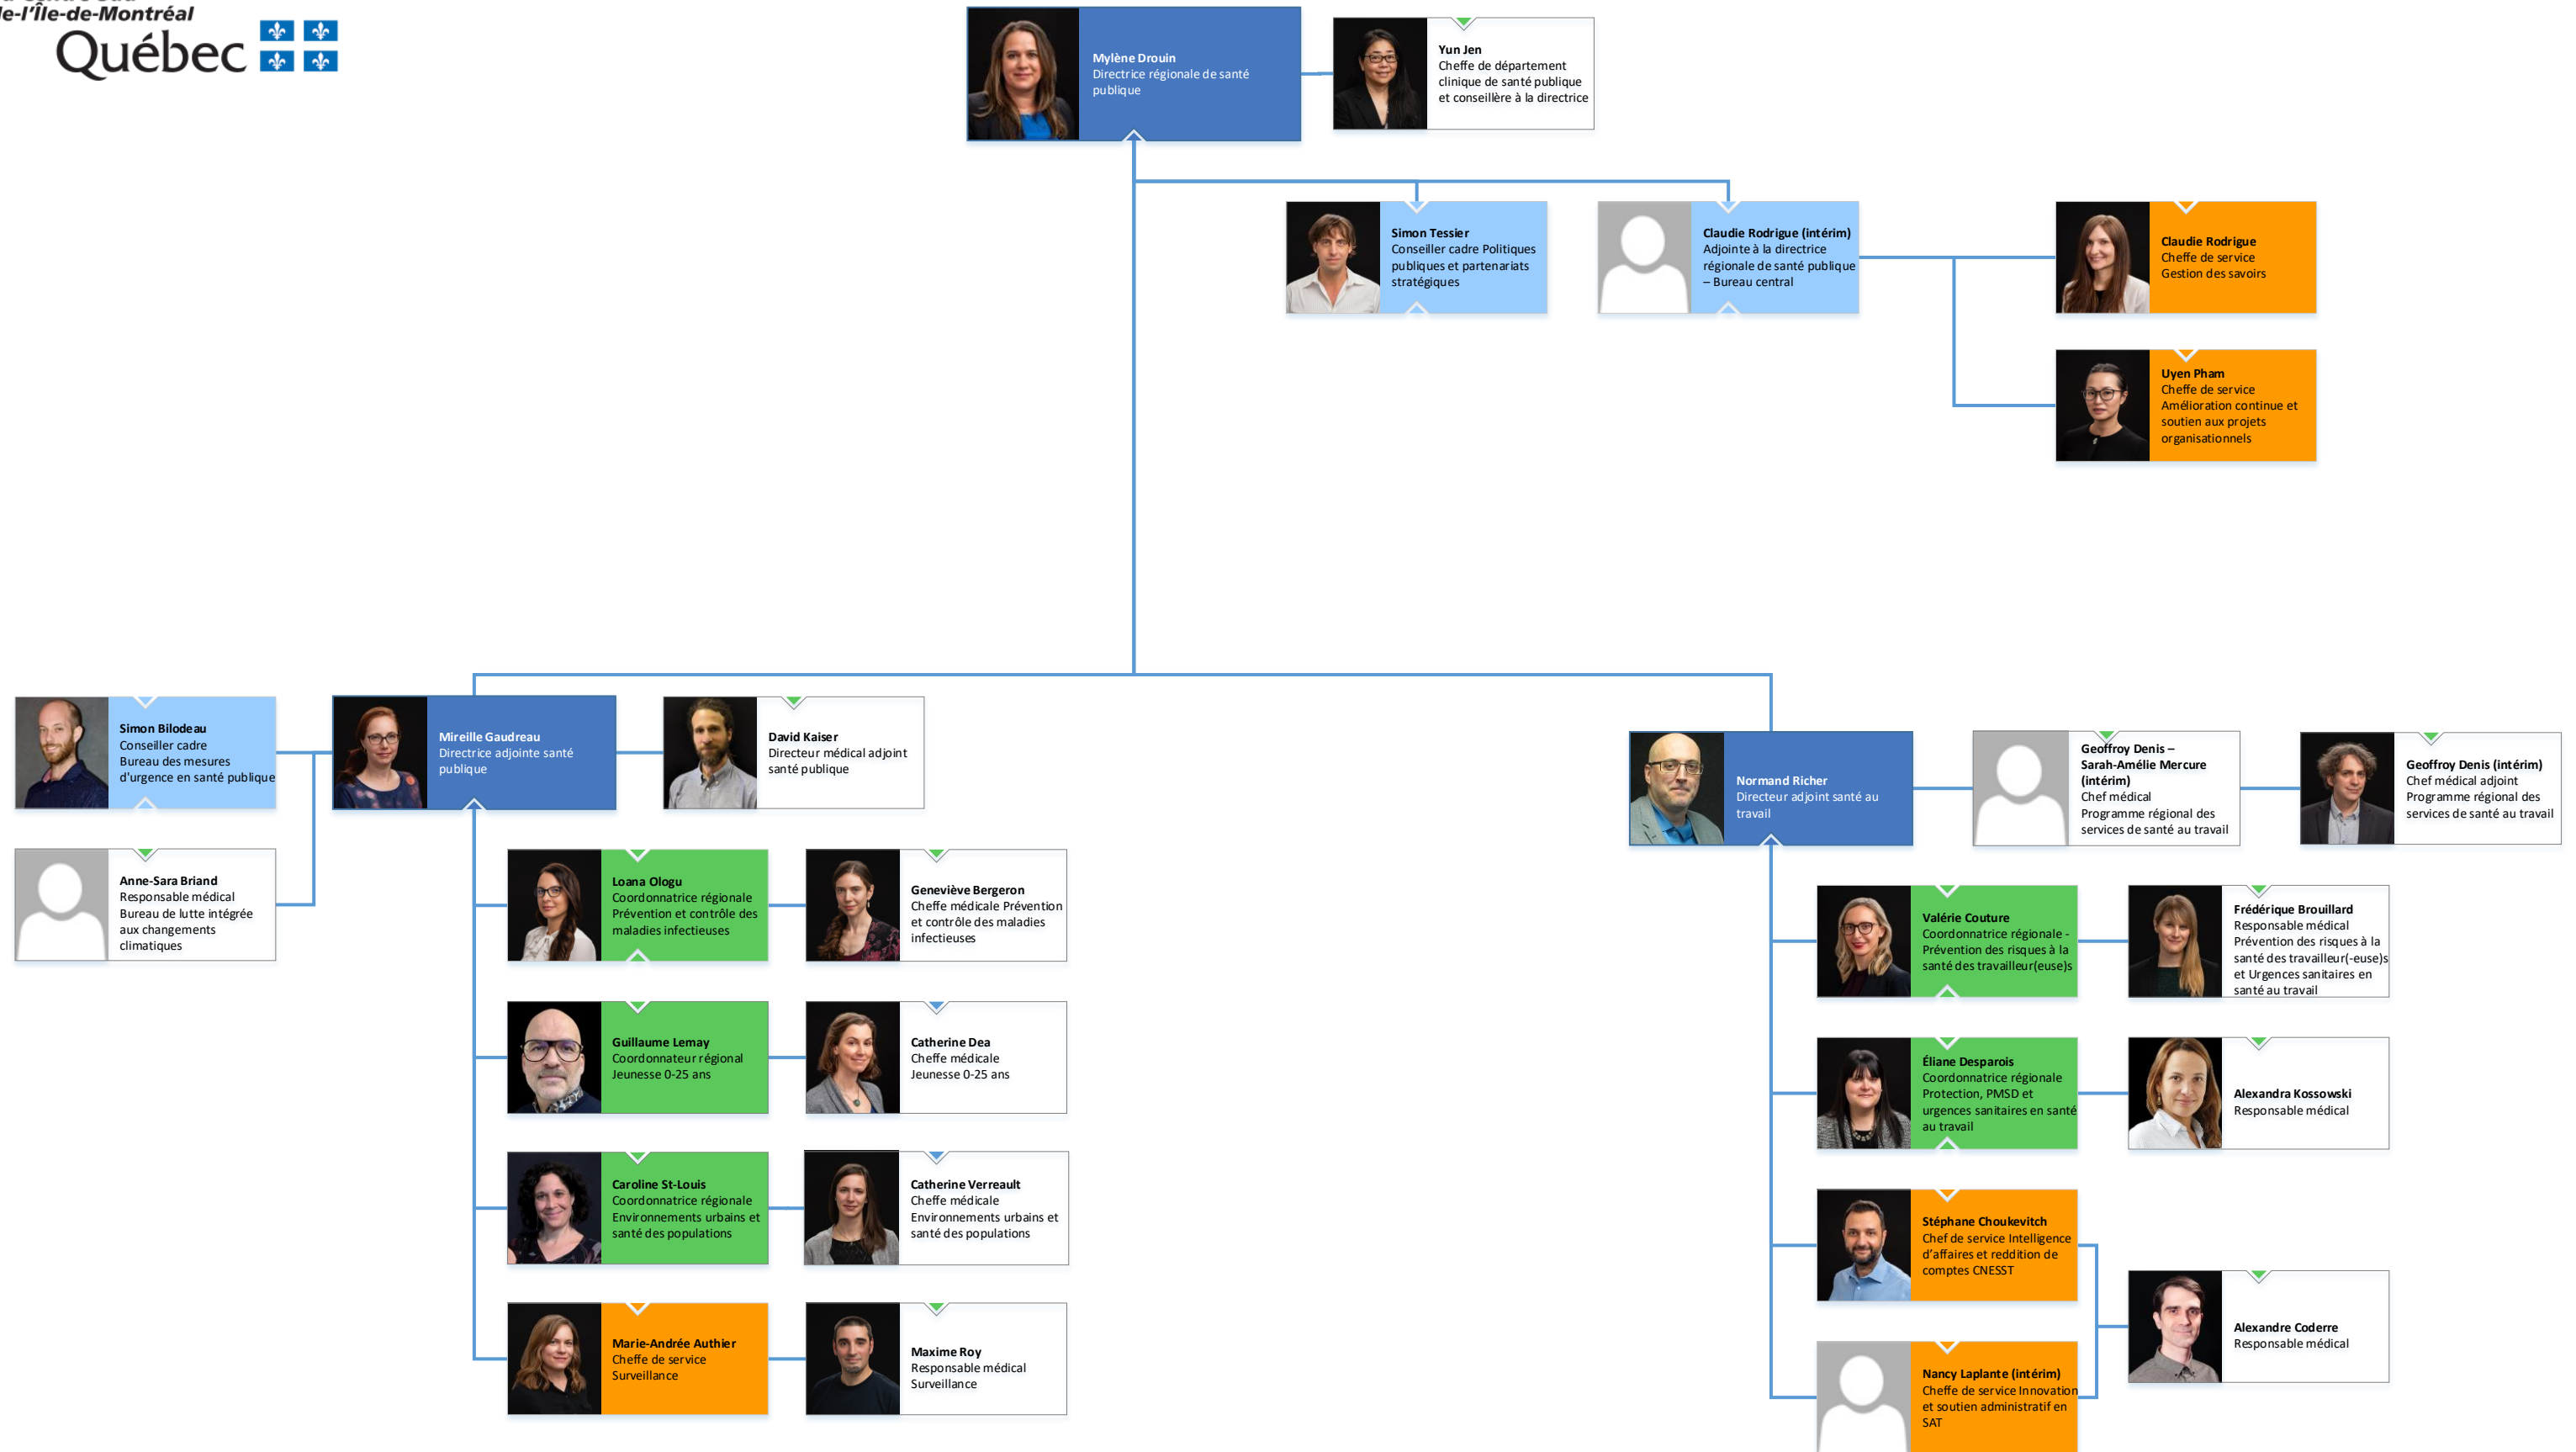 de-l'Île-de-Montréal
Québec
Mylène Drouin
Directrice régionale de santé
publique
Yun Jen
Cheffe de département
clinique de santé publique
et conseillère à la directrice
Simon Tessier
Conseiller cadre Politiques
publiques et partenariats
stratégiques
Claudie Rodrigue (intérim)
Adjointe à la directrice
régionale de santé publique
– Bureau central
Claudie Rodrigue
Cheffe de service
Gestion des savoirs
Uyen Pham
Cheffe de service
Amélioration continue et
soutien aux projets
organisationnels
Simon Bilodeau
Conseiller cadre
Bureau des mesures
d'urgence en santé publique
Mireille Gaudreau
Directrice adjointe santé
publique
David Kaiser
Directeur médical adjoint
santé publique
Anne-Sara Briand
Responsable médical
Bureau de lutte intégrée
aux changements
climatiques
Loana Ologu
Coordonnatrice régionale
Prévention et contrôle des
maladies infectieuses
Geneviève Bergeron
Cheffe médicale Prévention
et contrôle des maladies
infectieuses
Guillaume Lemay
Coordonnateur régional
Jeunesse 0-25 ans
Catherine Dea
Cheffe médicale
Jeunesse 0-25 ans
Caroline St-Louis
Coordonnatrice régionale
Environnements urbains et
santé des populations
Catherine Verreault
Cheffe médicale
Environnements urbains et
santé des populations
Marie-Andrée Authier
Cheffe de service
Surveillance
Maxime Roy
Responsable médical
Surveillance
Normand Richer
Directeur adjoint santé au
travail
Geoffroy Denis –
Sarah-Amélie Mercure
(intérim)
Chef médical
Programme régional des
services de santé au travail
Geoffroy Denis (intérim)
Chef médical adjoint
Programme régional des
services de santé au travail
Valérie Couture
Coordonnatrice régionale -
Prévention des risques à la
santé des travailleur(euse)s
Frédérique Brouillard
Responsable médical
Prévention des risques à la
santé des travailleur(-euse)s
et Urgences sanitaires en
santé au travail
Éliane Desparois
Coordonnatrice régionale
Protection, PMSD et
urgences sanitaires en santé
au travail
Alexandra Kossowski
Responsable médical
Stéphane Choukevitch
Chef de service Intelligence
d'affaires et reddition de
comptes CNESST
Alexandre Coderre
Responsable médical
Nancy Laplante (intérim)
Cheffe de service Innovation
et soutien administratif en
SAT